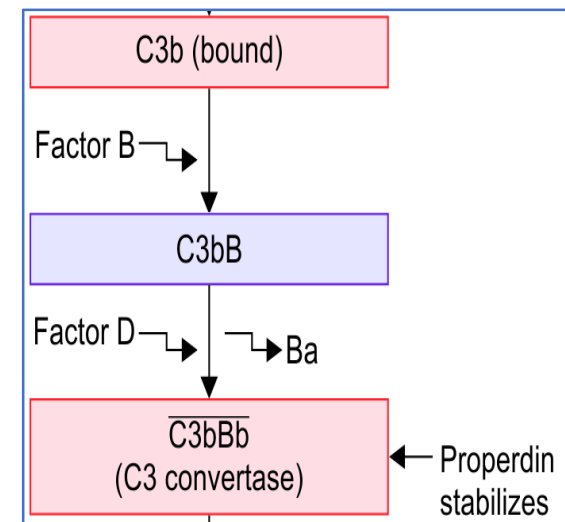 C3b (bound)
Factor B
C3bB
Factor D
Ba
C3bBb
(C3 convertase)
Properdin
stabilizes